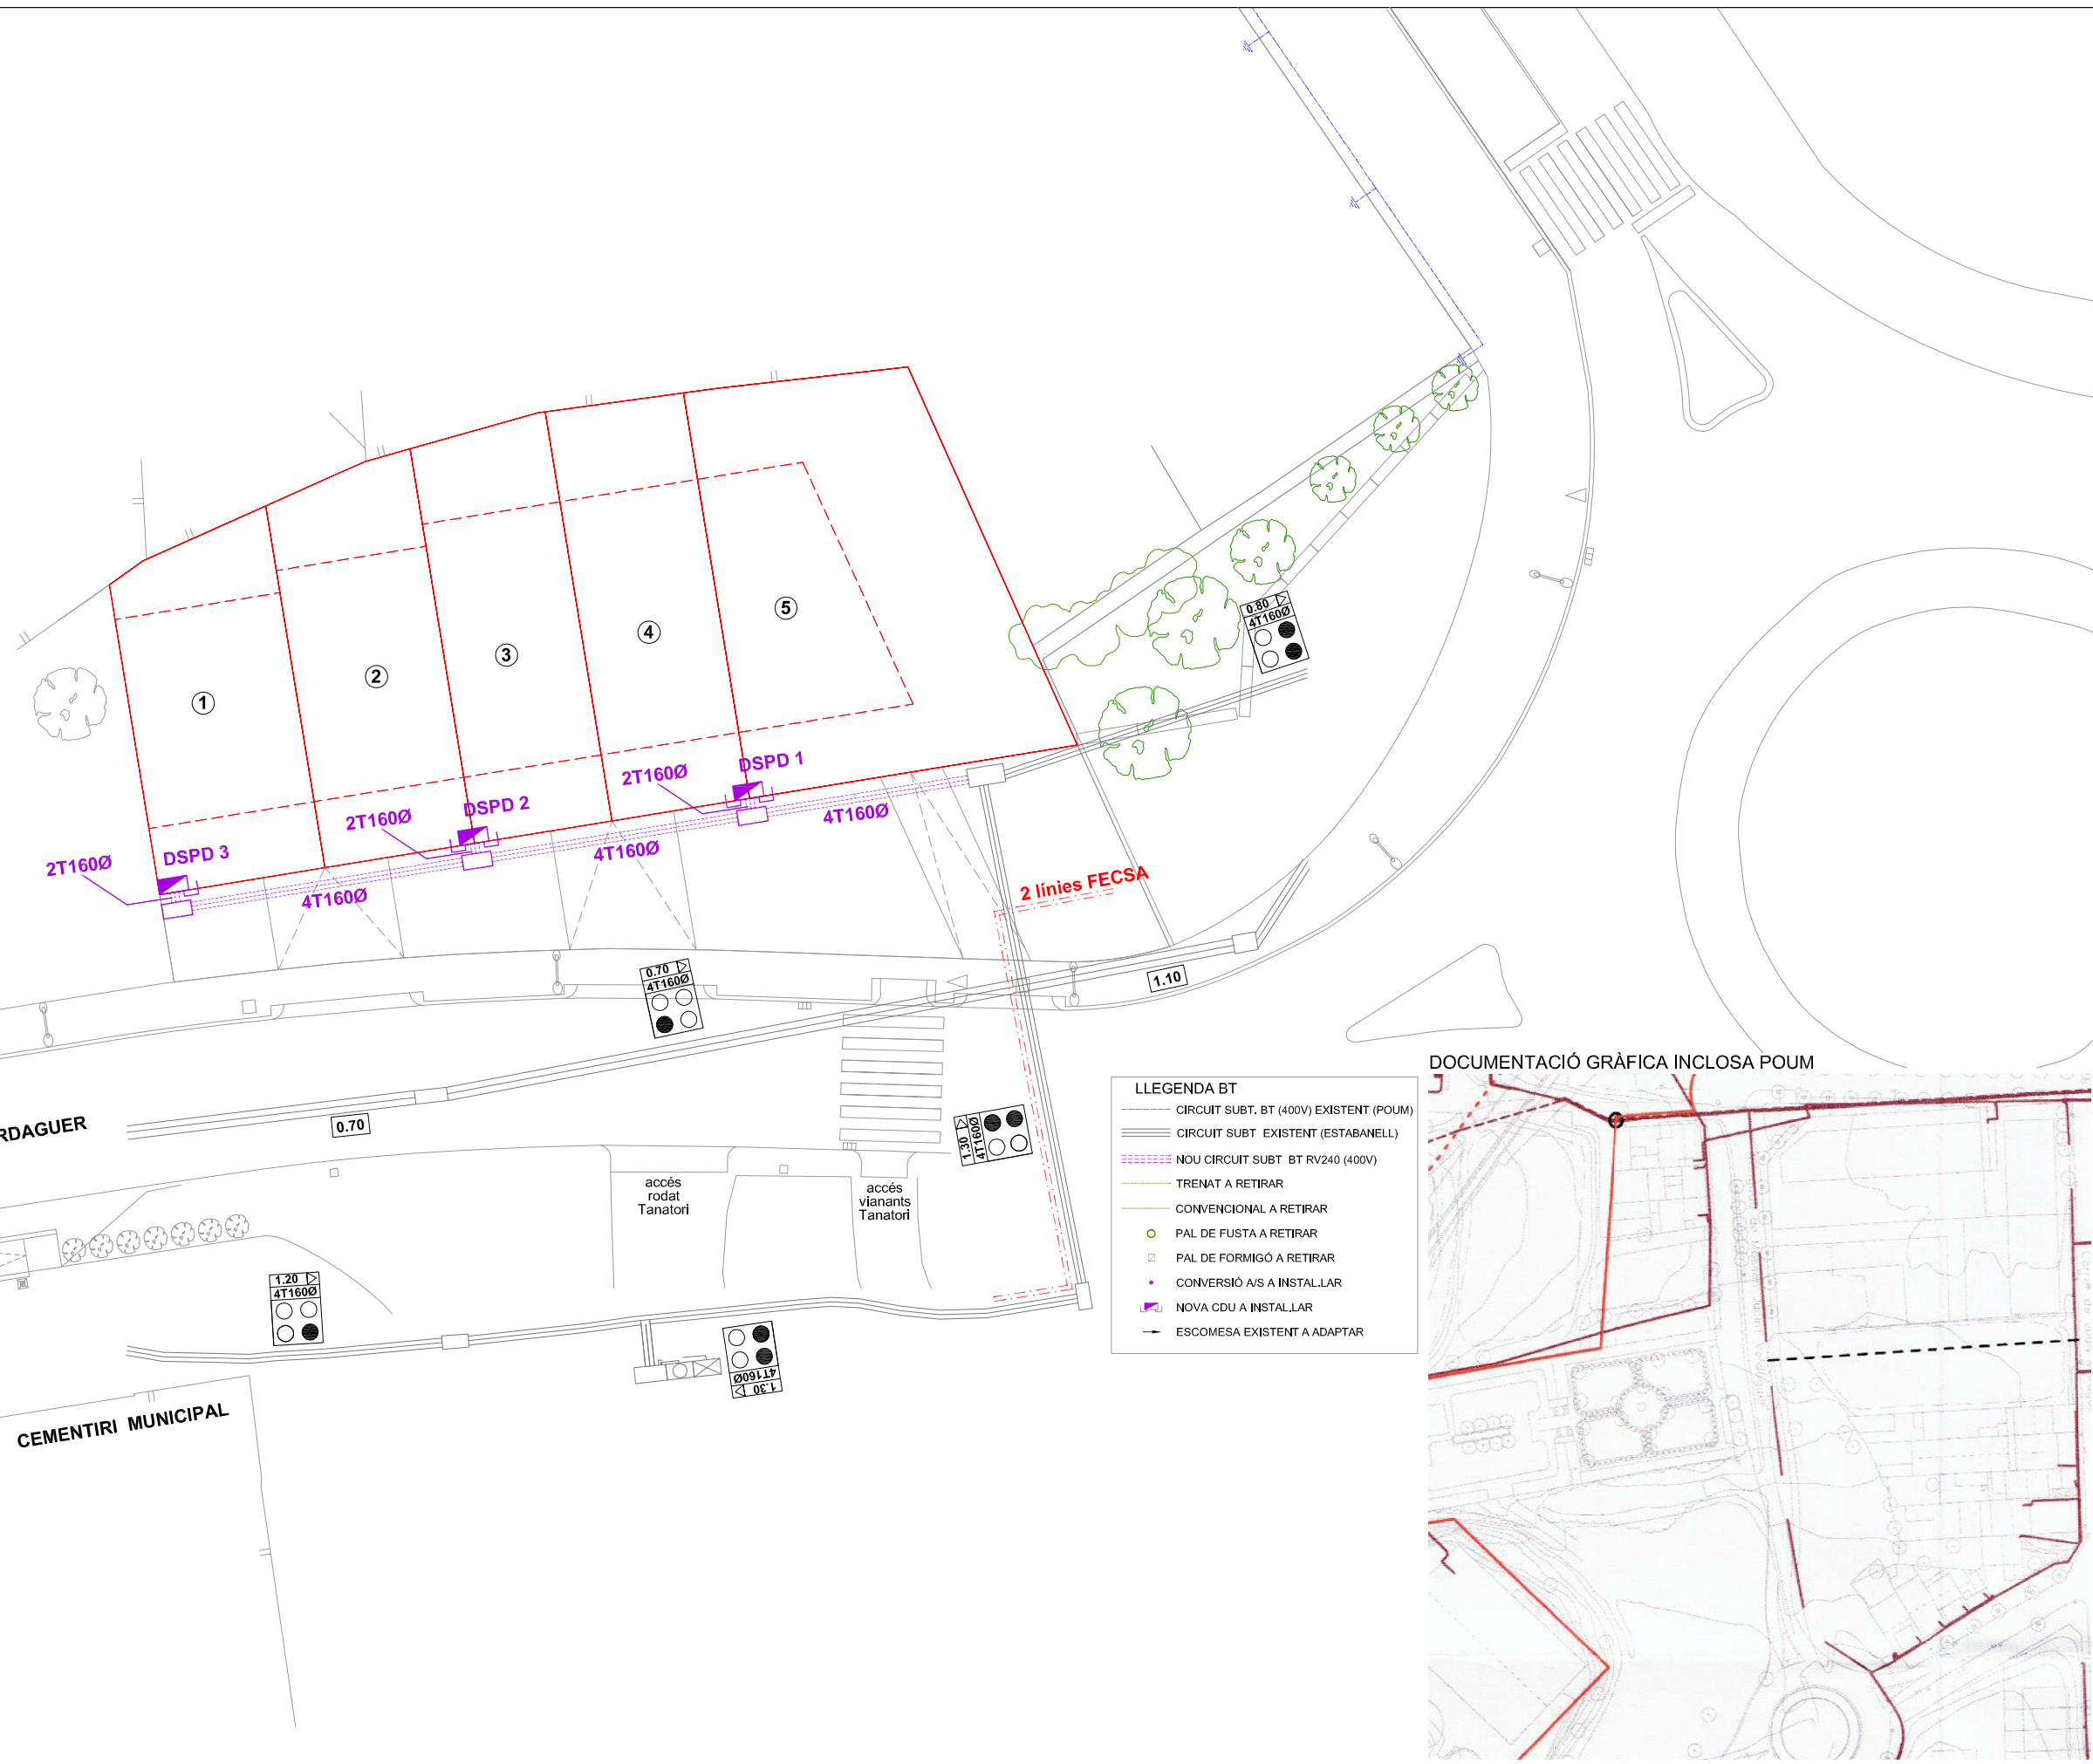 ①
②
③
④
⑤
0.80
4T160Ø
DSPD 1
2T160Ø
4T160Ø
DSPD 2
2T160Ø
4T160Ø
DSPD 3
2T160Ø
4T160Ø
2 línies FECSA
0.70
4T160Ø
1.10
0.70
RDAGUER
1.30
4T160Ø
accés
rodat
Tanatori
accés
vianants
Tanatori
1.20
4T160Ø
4T160Ø
1.30
CEMENTIRI MUNICIPAL
LLEGENDA BT
CIRCUIT SUBT. BT (400V) EXISTENT (POUM)
CIRCUIT SUBT EXISTENT (ESTABANELL)
NOU CIRCUIT SUBT BT RV240 (400V)
TRENAT A RETIRAR
CONVENCIONAL A RETIRAR
PAL DE FUSTA A RETIRAR
PAL DE FORMIGÓ A RETIRAR
CONVERSIÓ A/S A INSTAL.LAR
NOVA CDU A INSTAL.LAR
ESCOMESA EXISTENT A ADAPTAR
DOCUMENTACIÓ GRÀFICA INCLOSA POUM